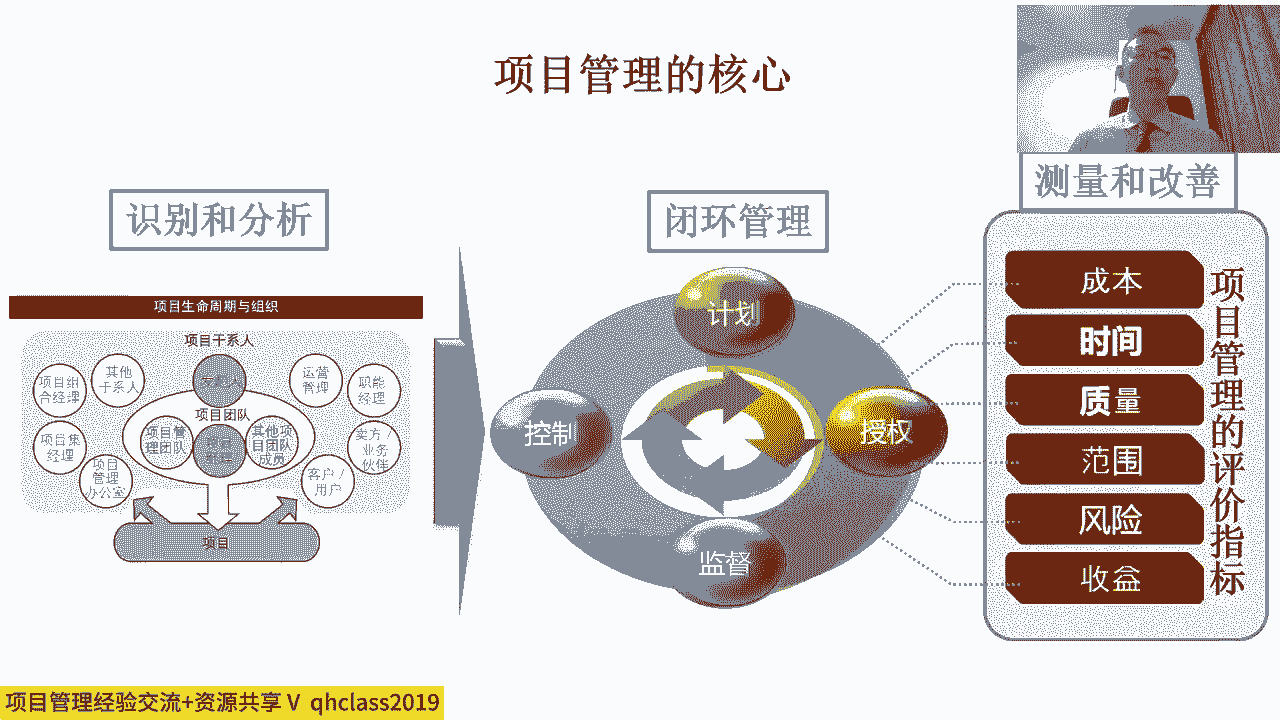 项目管理的核心
识别和分析
项目生命周期与组织
项目干系人
项目组
合经理
其他
干系人
运营
管理
职能
经理
项目团队
项目管
理团队
其他项
目团队
成员
项目集
经理
项目
管理
办公室
卖方/
业务
伙伴
客户/
用户
项目
闭环管理
计划
控制
授权
监督
测量和改善
成本
时间
质量
范围
风险
收益
项目管理的评价指标
项目管理经验交流+资源共享 V qhclass2019